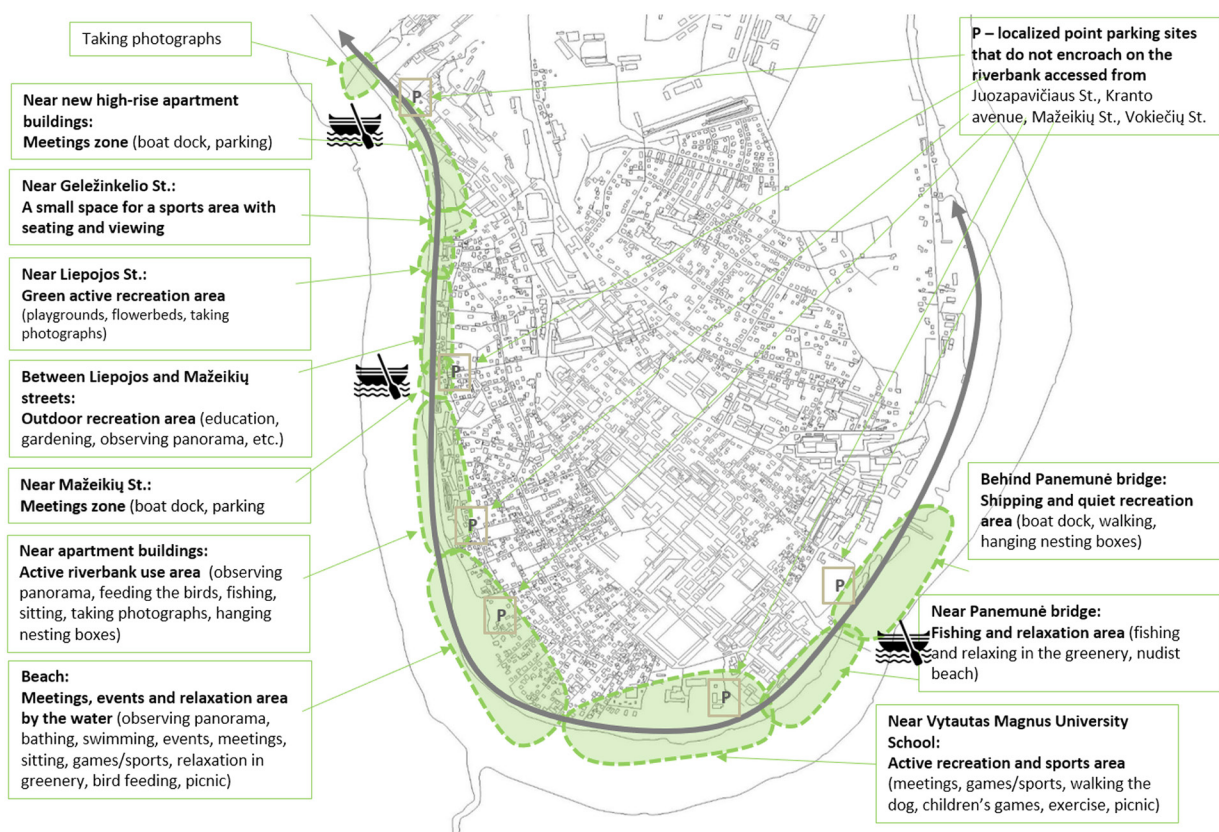 Taking photographs
Near new high-rise apartment
buildings:
Meetings zone (boat dock, parking)
Near Geležinkelio St.:
A small space for a sports area with
seating and viewing
Near Liepojos St.:
Green active recreation area
(playgrounds, flowerbeds, taking
photographs)
Between Liepojos and Mažeikių
streets:
Outdoor recreation area (education,
gardening, observing panorama, etc.)
Near Mažeikių St.:
Meetings zone (boat dock, parking
Near apartment buildings:
Active riverbank use area (observing
panorama, feeding the birds, fishing,
sitting, taking photographs, hanging
nesting boxes)
Beach:
Meetings, events and relaxation area
by the water (observing panorama,
bathing, swimming, events, meetings,
sitting, games/sports, relaxation in
greenery, bird feeding, picnic)
P
P
P
P
P
P
P – localized point parking sites
that do not encroach on the
riverbank accessed from
Juozapavičiaus St., Kranto
avenue, Mažeikių St., Vokiečių St.
Behind Panemunė bridge:
Shipping and quiet recreation
area (boat dock, walking,
hanging nesting boxes)
Near Panemunė bridge:
Fishing and relaxation area (fishing
and relaxing in the greenery, nudist
beach)
Near Vytautas Magnus University
School:
Active recreation and sports area
(meetings, games/sports, walking the
dog, children's games, exercise, picnic)